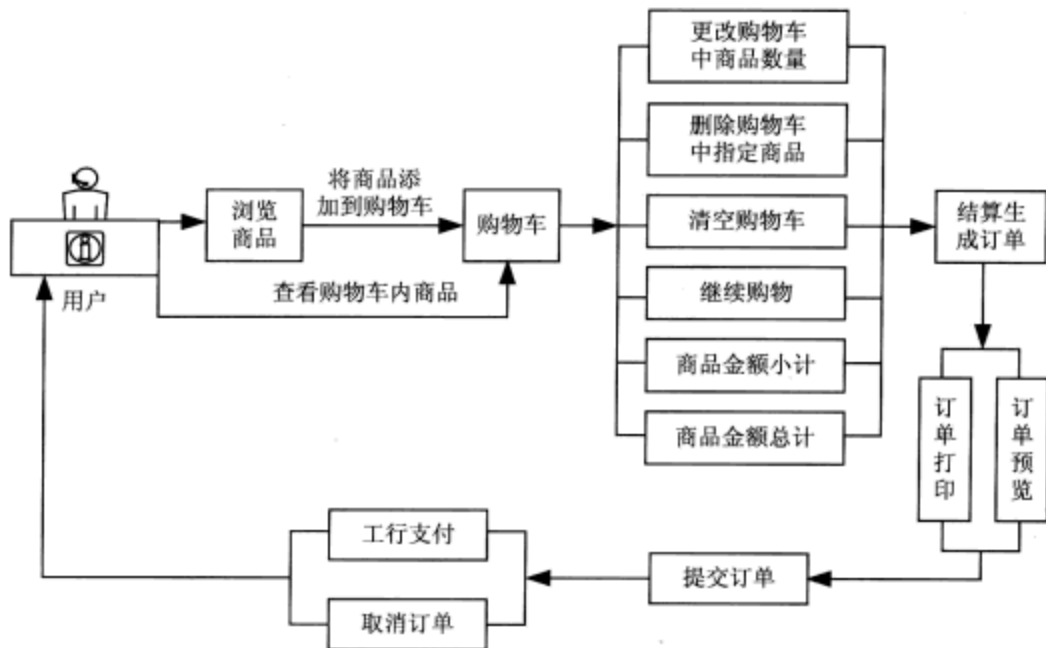 更改购物车
中商品数量
删除购物车
中指定商品
将商品添
加到购物车
浏览
商品
购物车
清空购物车
结算生
成订单
查看购物车内商品
用户
继续购物
商品金额小计
商品金额总计
订单打印
订单预览
工行支付
提交订单
取消订单